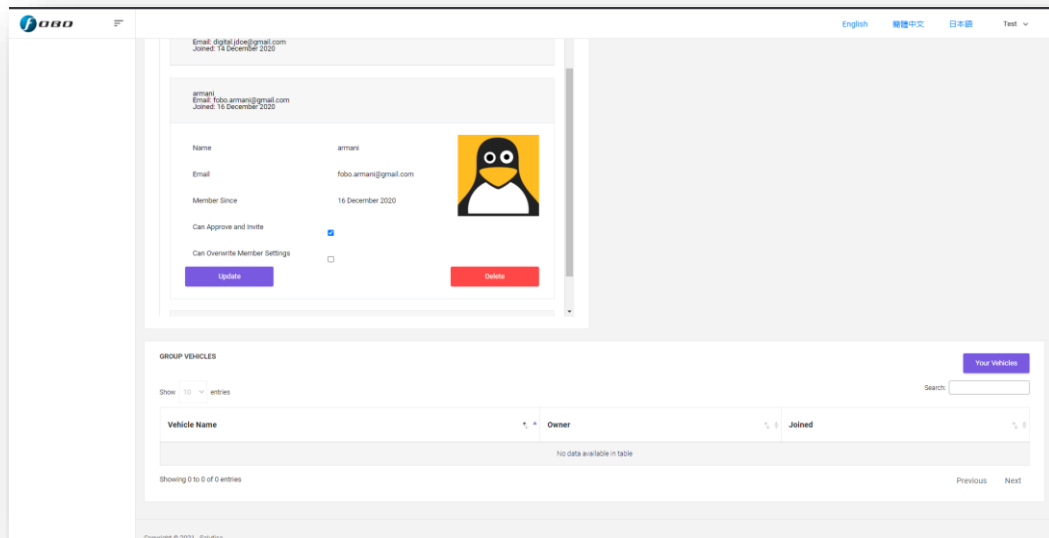 FOBO
English 簡體中文 日本語 Test
Email: digital.jdoe@gmail.com
Joined: 14 December 2020
armani
Email: fobo.armani@gmail.com
Joined: 16 December 2020
Name armani
Email fobo.armani@gmail.com
Member Since 16 December 2020
Can Approve and Invite
Can Overwrite Member Settings
Update Delete
GROUP VEHICLES
Your Vehicles
Show 10 entries
Search:
Vehicle Name Owner Joined
No data available in table
Showing 0 to 0 of 0 entries
Previous Next
Copyright © 2021